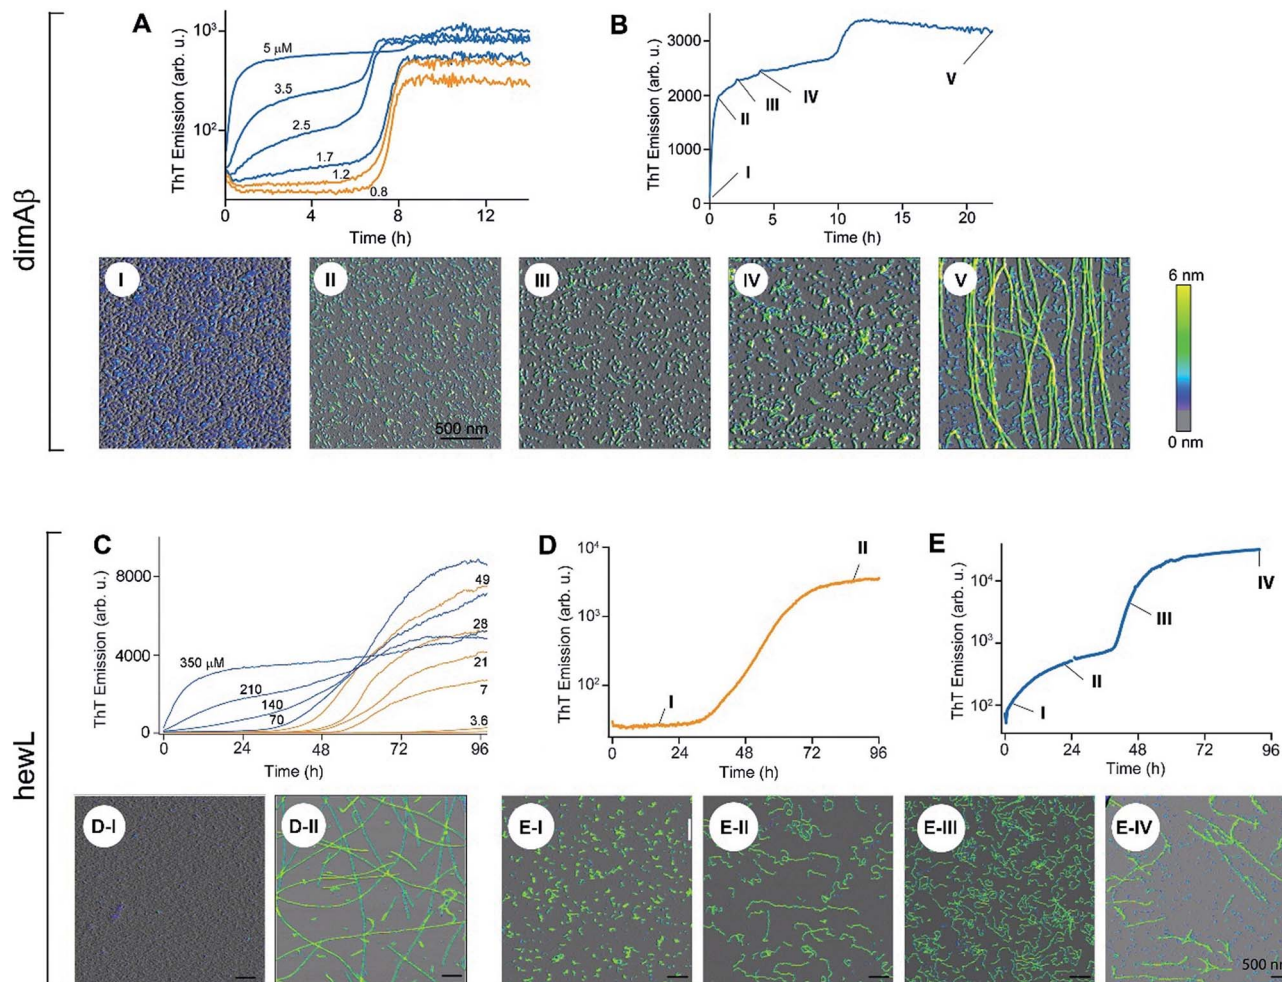 dimAβ
A
ThT Emission (arb. u.)
10³
10²
5 μM
3.5
2.5
1.7
1.2
0.8
0 4 8 12
Time (h)
B
ThT Emission (arb. u.)
3000
2000
1000
0
I
II
III
IV
V
0 5 10 15 20
Time (h)
I
II
500 nm
III
IV
V
6 nm
0 nm
hewL
C
ThT Emission (arb. u.)
8000
4000
0
350 μM
210
140
70
49
28
21
7
3.6
0 24 48 72 96
Time (h)
D
ThT Emission (arb. u.)
10⁴
10³
10²
I
II
0 24 48 72 96
Time (h)
E
ThT Emission (arb. u.)
10⁴
10³
10²
I
II
III
IV
0 24 48 72 96
Time (h)
D-I
D-II
E-I
E-II
E-III
E-IV
500 nm